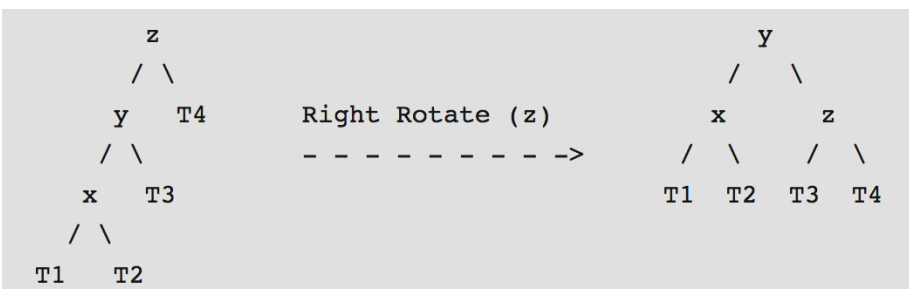 z y
/ \ / \
y T4 Right Rotate (z) x z
/ \ - - - - - - - - -> / \ / \
x T3 T1 T2 T3 T4
/ \
T1 T2